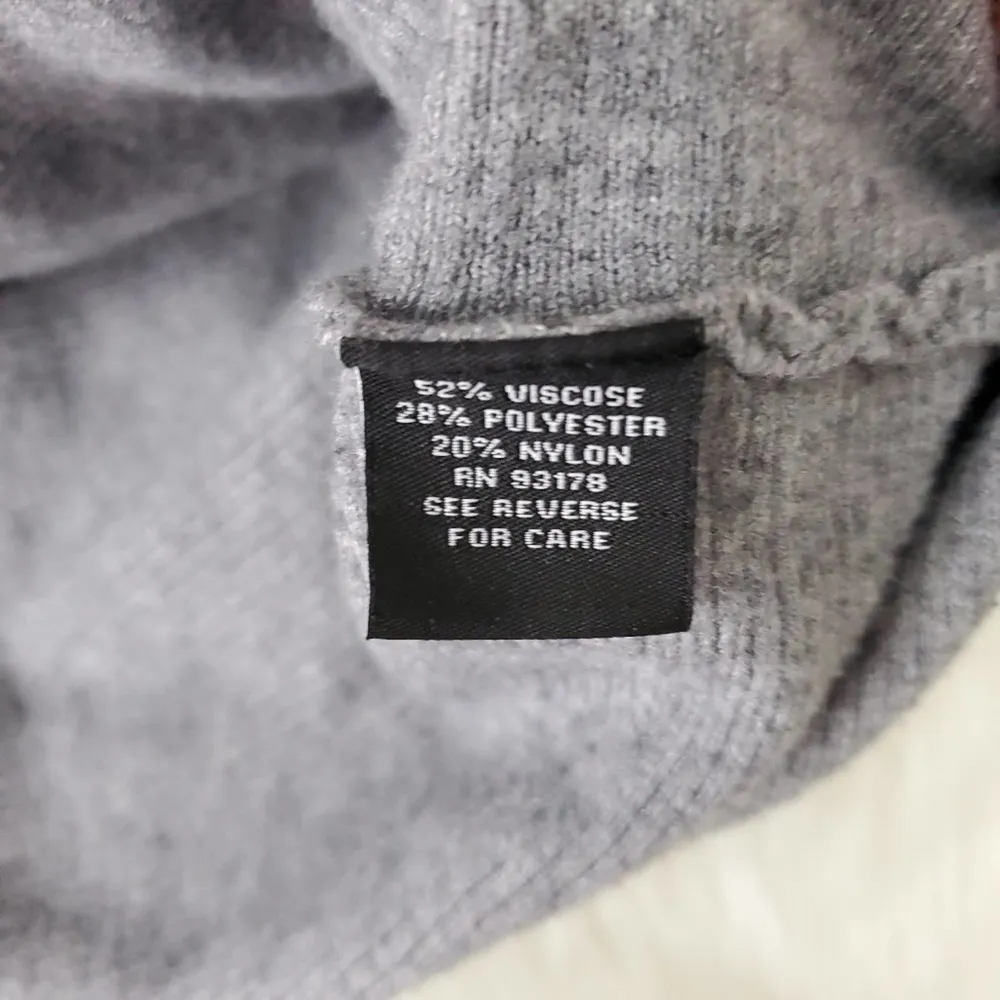 52% VISCOSE
28% POLYESTER
20% NYLON
RN 93178
SEE REVERSE
FOR CARE